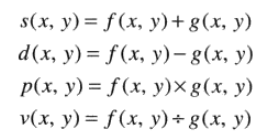 s(x, y) = f(x, y) + g(x, y)
d(x, y) = f(x, y) − g(x, y)
p(x, y) = f(x, y) × g(x, y)
v(x, y) = f(x, y) ÷ g(x, y)